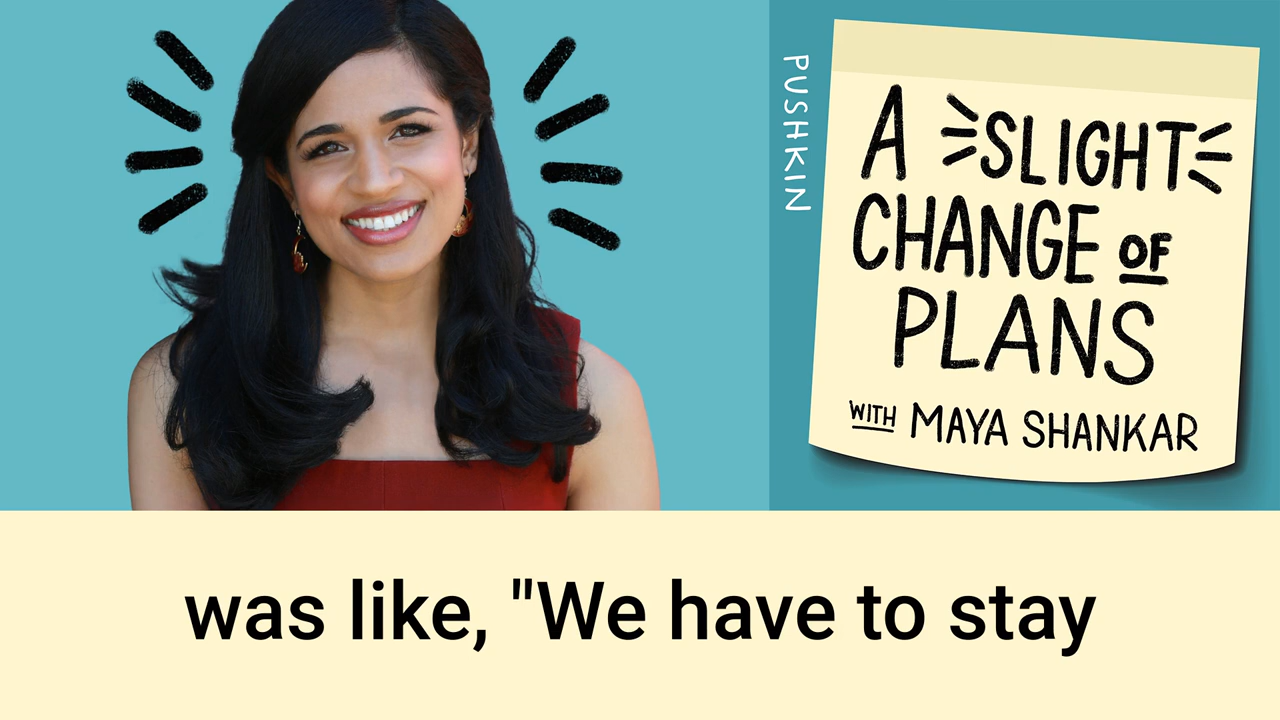 PUSHKIN
A SLIGHT
CHANGE OF
PLANS
WITH MAYA SHANKAR
was like, "We have to stay